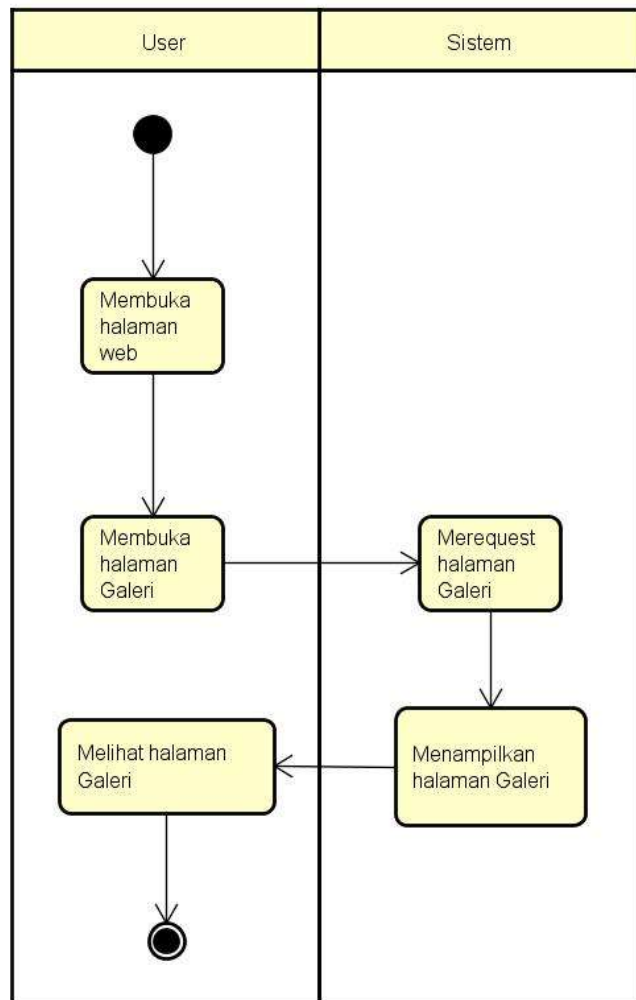 User
Sistem
Membuka
halaman
web
Membuka
halaman
Galeri
Merequest
halaman
Galeri
Menampilkan
halaman Galeri
Melihat halaman
Galeri